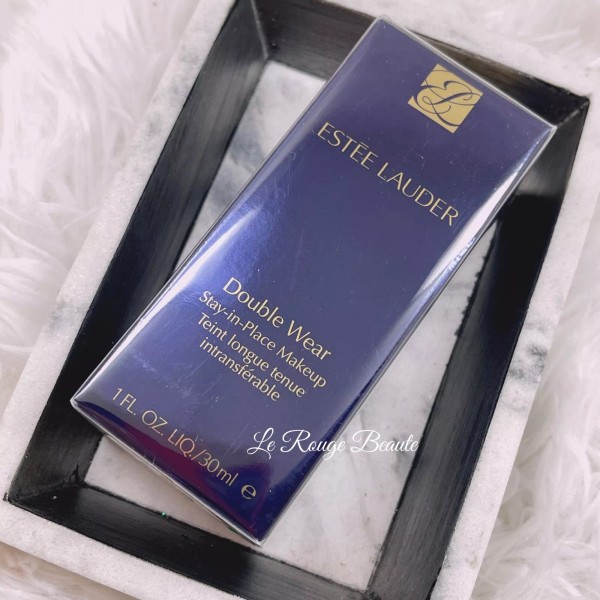 ESTĒE LAUDER
Double Wear
Stay-in-Place Makeup
Teint longue tenue
intransférable
1 FL. OZ. LIQ./30ml e
Le Rouge Beaute